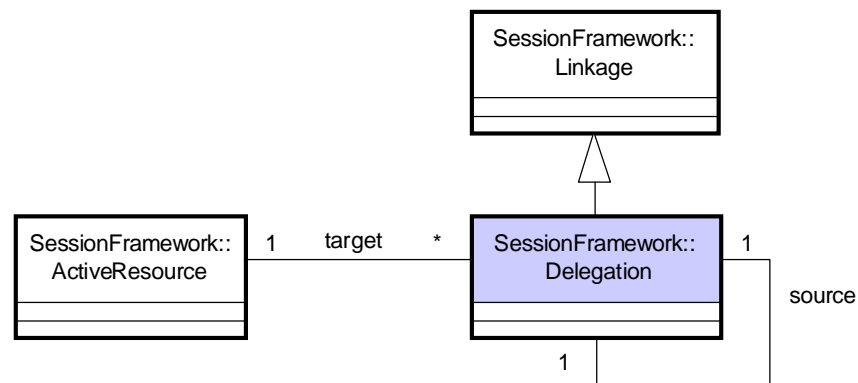 SessionFramework::
Linkage
SessionFramework::
ActiveResource
1 target *
SessionFramework::
Delegation
1
source
1